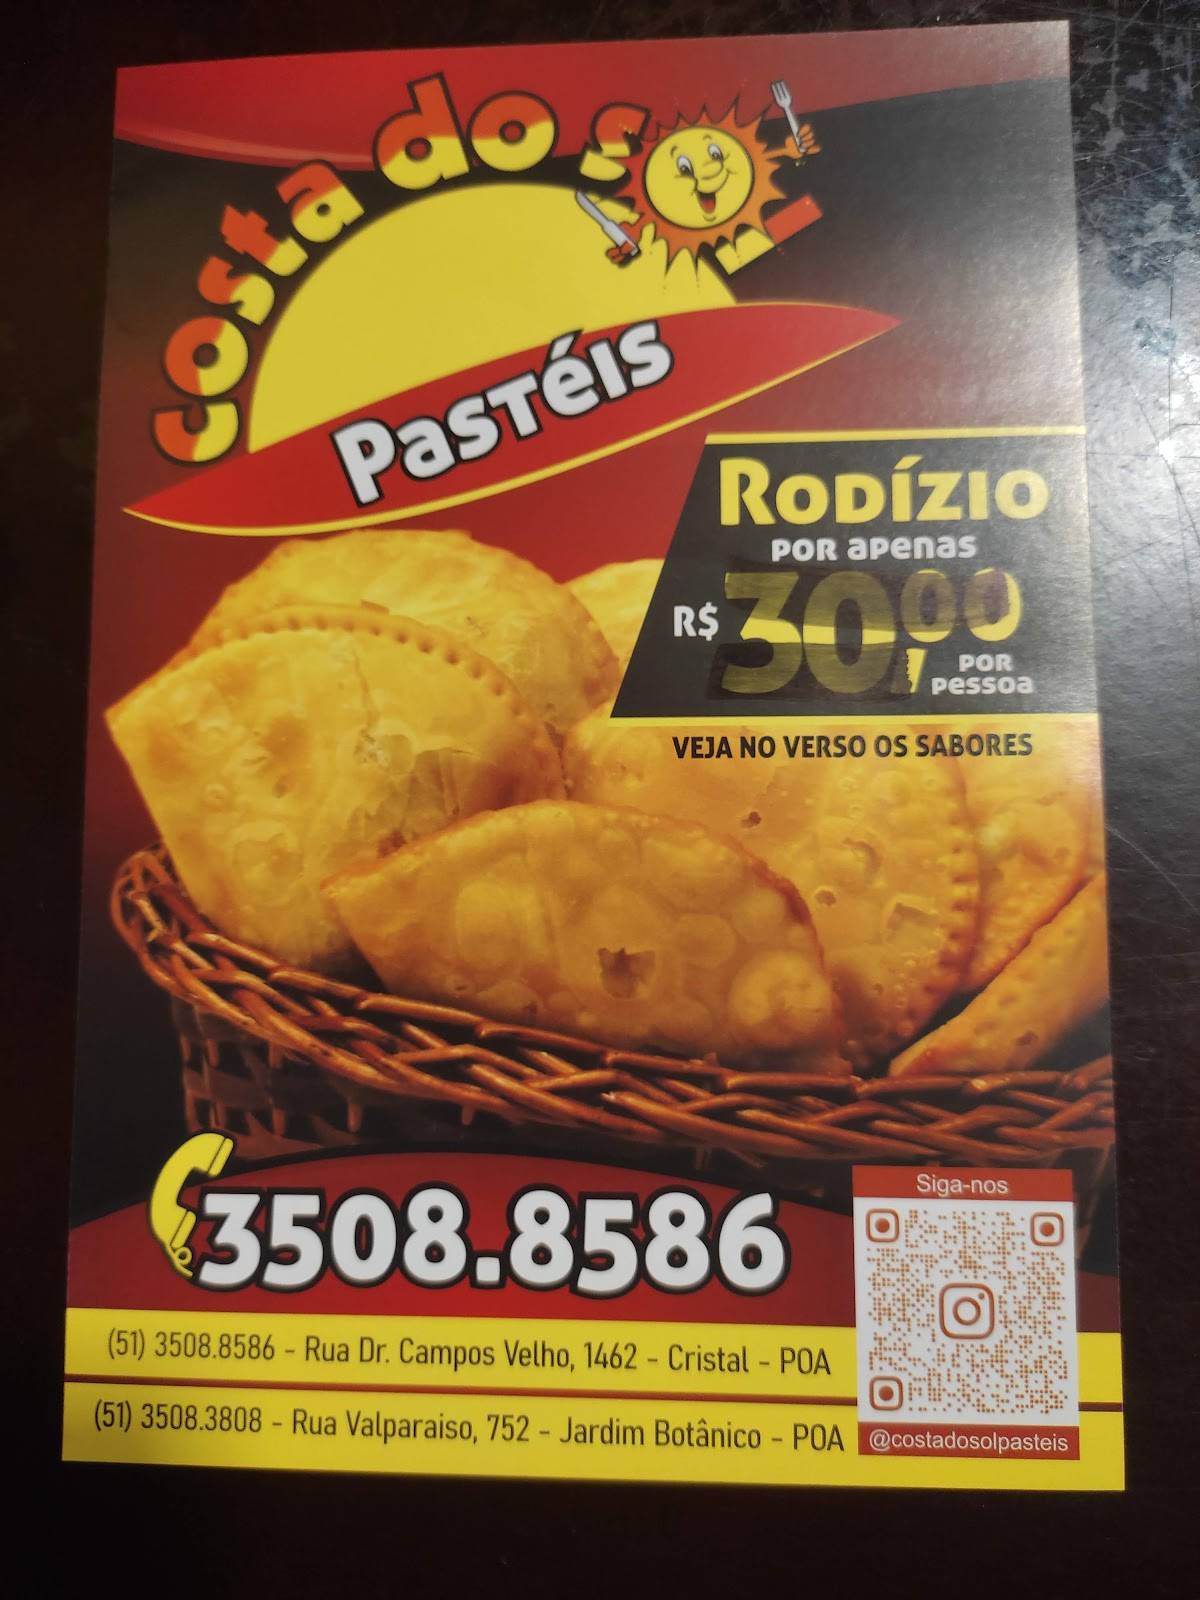 Costa do Sol
Pastéis
Rodízio
por apenas
R$ 30,00
por
pessoa
VEJA NO VERSO OS SABORES
3508.8586
Siga-nos
(51) 3508.8586 - Rua Dr. Campos Velho, 1462 - Cristal - POA
(51) 3508.3808 - Rua Valparaiso, 752 - Jardim Botânico - POA
@costadosolpasteis